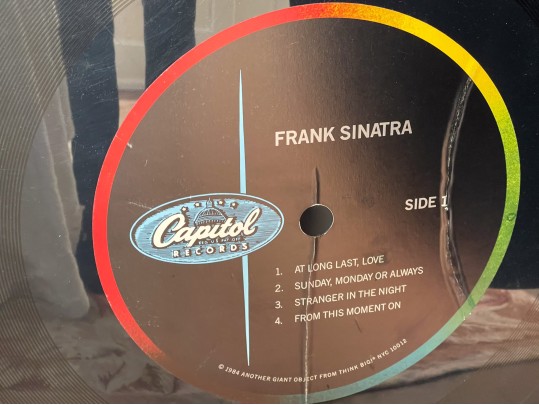 FRANK SINATRA
SIDE 1
Capitol
RECORDS
1. AT LONG LAST, LOVE
2. SUNDAY, MONDAY OR ALWAYS
3. STRANGER IN THE NIGHT
4. FROM THIS MOMENT ON
© 1984 ANOTHER GIANT OBJECT FROM THINK BIG!® NYC 10012